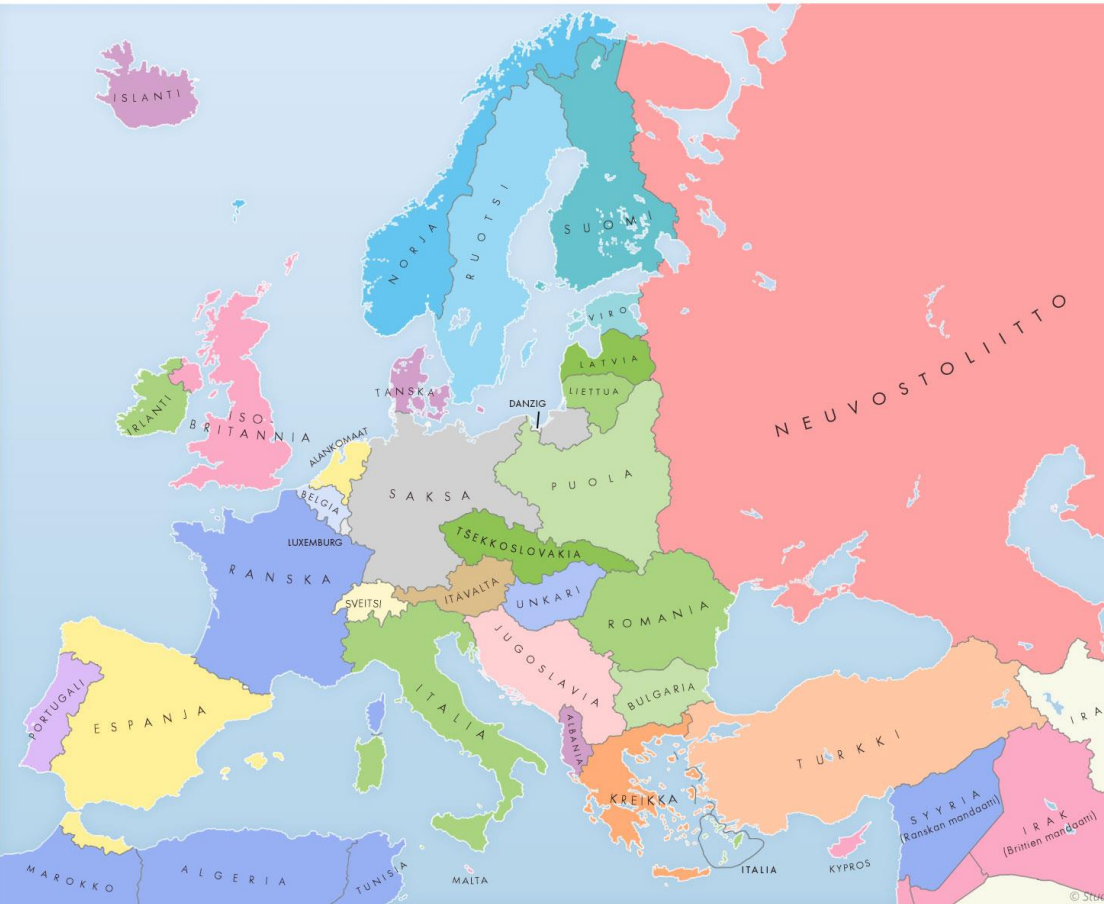 ISLANTI
NORJA
RUOTSI
SUOMI
VIRO
LATVIA
LIETTUA
TANSKA
DANZIG
IRLANTI
ISO-
BRITANNIA
ALANKOMAAT
BELGIA
LUXEMBURG
SAKSA
PUOLA
NEUVOSTOLIITTO
TŠEKKOSLOVAKIA
RANSKA
SVEITSI
ITÄVALTA
UNKARI
ROMANIA
JUGOSLAVIA
BULGARIA
PORTUGALI
ESPANJA
ITALIA
ALBANIA
KREIKKA
TURKKI
SYYRIA
(Ranskan mandaatti)
IRAK
(Brittien mandaatti)
KYPROS
ITALIA
MALTA
MAROKKO
ALGERIA
TUNISIA